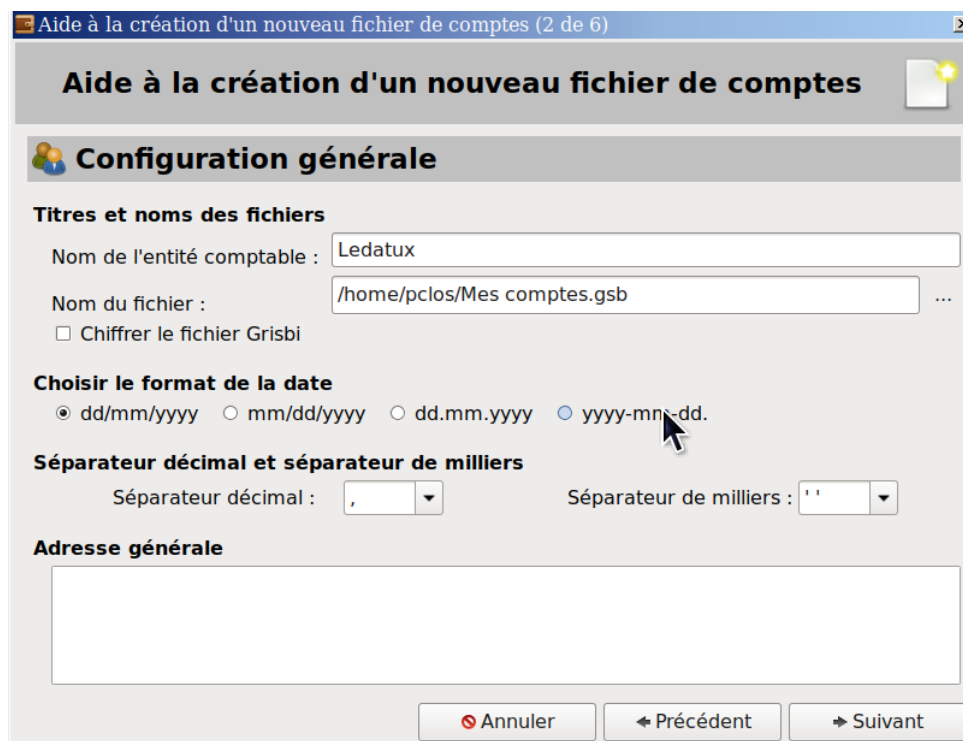 Aide à la création d'un nouveau fichier de comptes (2 de 6)
Aide à la création d'un nouveau fichier de comptes
Configuration générale
Titres et noms des fichiers
Nom de l'entité comptable : Ledatux
Nom du fichier : /home/pclos/Mes comptes.gsb ...
Chiffrer le fichier Grisbi
Choisir le format de la date
dd/mm/yyyy mm/dd/yyyy dd.mm.yyyy yyyy-mm-dd.
Séparateur décimal et séparateur de milliers
Séparateur décimal : , Séparateur de milliers : ' '
Adresse générale
Annuler Précédent Suivant